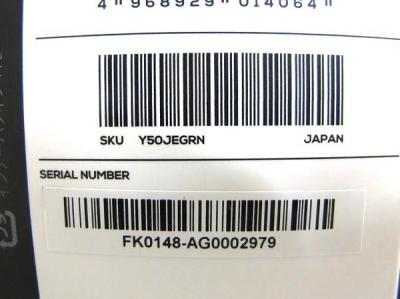 4 968929 014064
SKU Y50JEGRN JAPAN
SERIAL NUMBER
FK0148-AG0002979